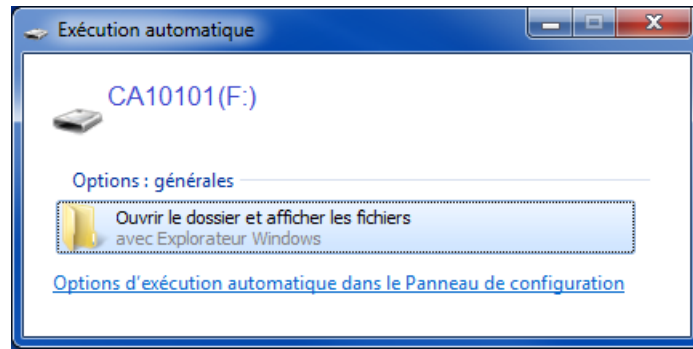 Exécution automatique
CA10101(F:)
Options : générales
Ouvrir le dossier et afficher les fichiers
avec Explorateur Windows
Options d'exécution automatique dans le Panneau de configuration